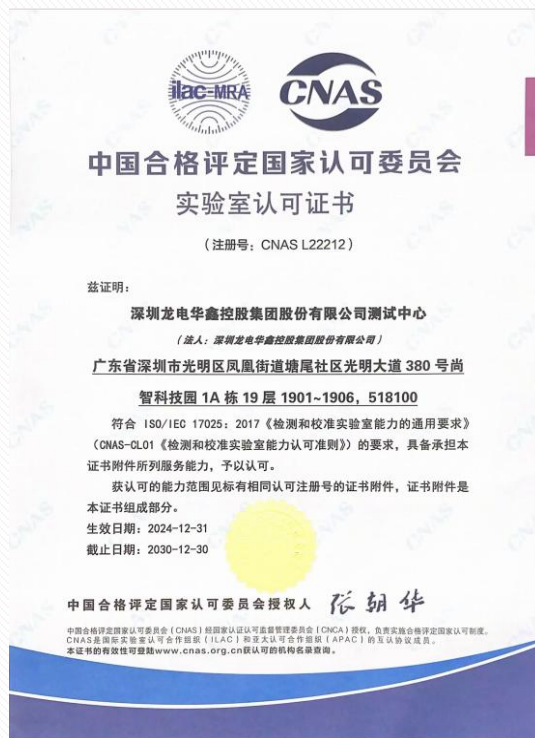 ilac-MRA
CNAS
中国合格评定国家认可委员会
实验室认可证书
（注册号：CNAS L22212）
兹证明：
深圳龙电华鑫控股集团股份有限公司测试中心
（法人：深圳龙电华鑫控股集团股份有限公司）
广东省深圳市光明区凤凰街道塘尾社区光明大道 380 号尚
智科技园 1A 栋 19 层 1901~1906，518100
符合 ISO/IEC 17025：2017《检测和校准实验室能力的通用要求》
（CNAS-CL01《检测和校准实验室能力认可准则》）的要求，具备承担本
证书附件所列服务能力，予以认可。
获认可的能力范围见标有相同认可注册号的证书附件，证书附件是
本证书组成部分。
生效日期：2024-12-31
截止日期：2030-12-30
中国合格评定国家认可委员会授权人 张朝华
中国合格评定国家认可委员会（CNAS）经国家认证认可监督管理委员会（CNCA）授权，负责实施合格评定国家认可制度。
CNAS是国际实验室认可合作组织（ILAC）和亚太认可合作组织（APAC）的互认协议成员。
本证书的有效性可登陆www.cnas.org.cn获认可的机构名录查询。